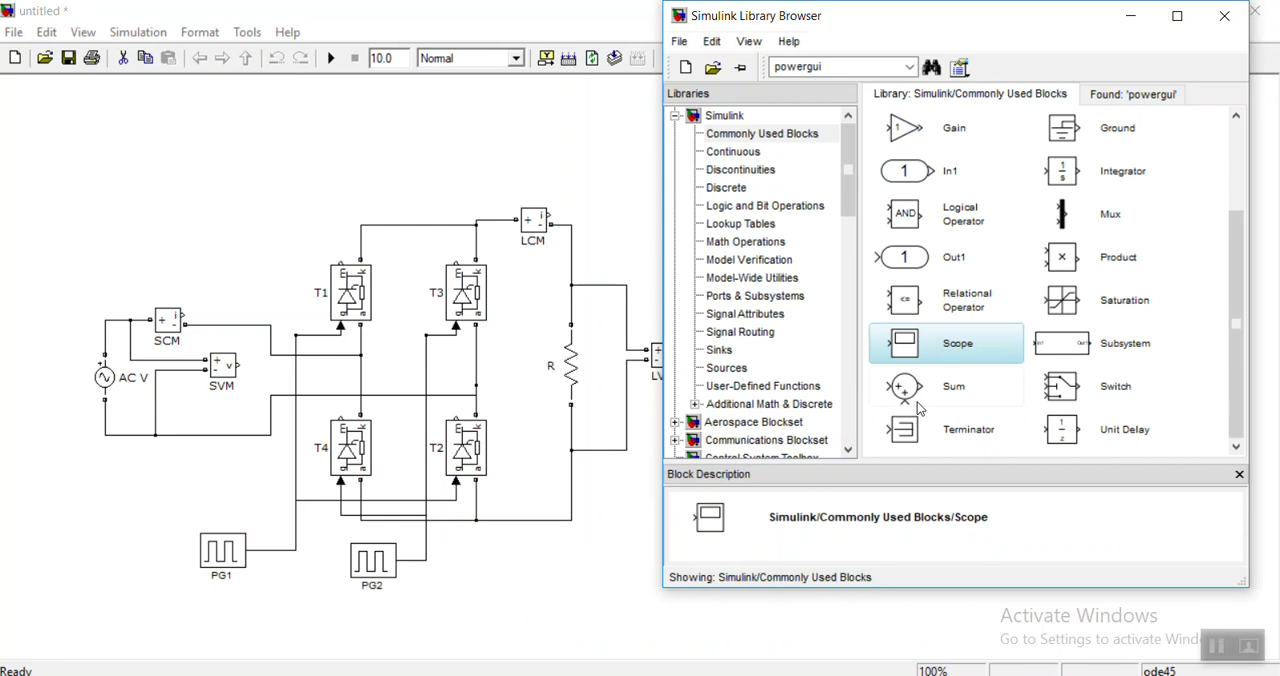 untitled *
File Edit View Simulation Format Tools Help
10.0 Normal
LCM
T1
T3
SCM
SVM
AC V
R
LV
T4
T2
PG1
PG2
Ready
100%
ode45
Simulink Library Browser
File Edit View Help
powergui
Libraries
Library: Simulink/Commonly Used Blocks
Found: 'powergui'
Simulink
Commonly Used Blocks
Continuous
Discontinuities
Discrete
Logic and Bit Operations
Lookup Tables
Math Operations
Model Verification
Model-Wide Utilities
Ports & Subsystems
Signal Attributes
Signal Routing
Sinks
Sources
User-Defined Functions
Additional Math & Discrete
Aerospace Blockset
Communications Blockset
Control System Toolbox
Gain
Ground
In1
Integrator
Logical
Operator
Mux
Out1
Product
Relational
Operator
Saturation
Scope
Subsystem
Sum
Switch
Terminator
Unit Delay
Block Description
Simulink/Commonly Used Blocks/Scope
Showing: Simulink/Commonly Used Blocks
Activate Windows
Go to Settings to activate Wind